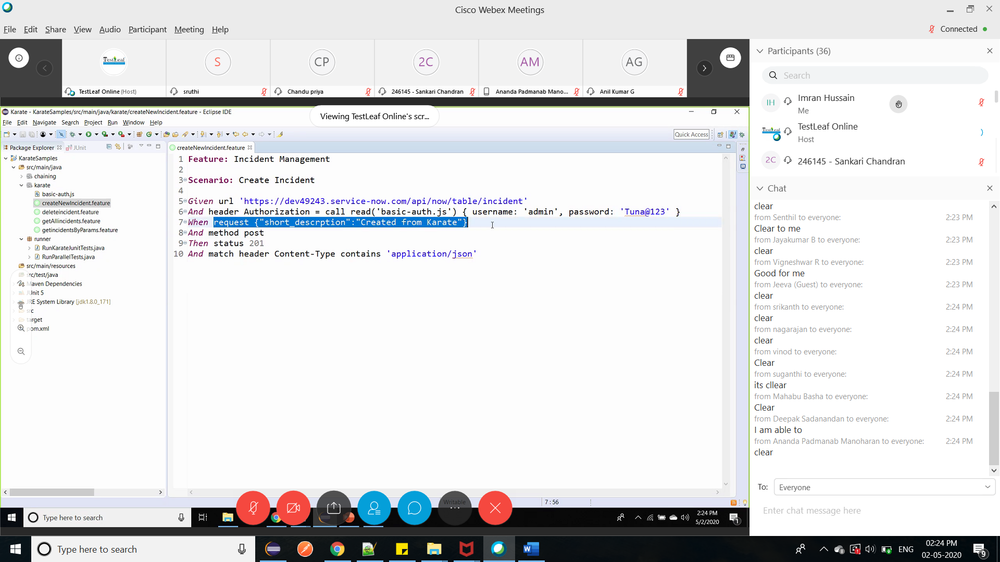 Cisco Webex Meetings
File Edit Share View Audio Participant Meeting Help
Connected
TestLeaf
S
CP
2C
AM
AG
TestLeaf Online (Host)
sruthi
Chandu priya
246145 - Sankari Chandran
Ananda Padmanab Mano...
Anil Kumar G
Karate - KarateSamples/src/main/java/karate/createNewIncident.feature - Eclipse IDE
Viewing TestLeaf Online's scr...
File Edit Navigate Search Project Run Window Help
Quick Access
Package Explorer
JUnit
KarateSamples
src/main/java
chaining
karate
basic-auth.js
createNewIncident.feature
deleteincident.feature
getAllincidents.feature
getincidentsByParams.feature
runner
RunKarateJunitTests.java
RunParallelTests.java
src/main/resources
src/test/java
Maven Dependencies
JUnit 5
JRE System Library [jdk1.8.0_171]
src
target
pom.xml
createNewIncident.feature
1 Feature: Incident Management
2
3 Scenario: Create Incident
4
5 Given url 'https://dev49243.service-now.com/api/now/table/incident'
6 And header Authorization = call read('basic-auth.js') { username: 'admin', password: 'Tuna@123' }
7 When request {"short_descrption":"Created from Karate"}
8 And method post
9 Then status 201
10 And match header Content-Type contains 'application/json'
Writable
7 : 56
Type here to search
2:24 PM
5/2/2020
1
Participants (36)
Search
IH
Imran Hussain
Me
TestLeaf
TestLeaf Online
Host
2C
246145 - Sankari Chandran
Chat
clear
from Senthil to everyone: 2:23 PM
Clear to me
from Jayakumar B to everyone: 2:23 PM
clear
from Vigneshwar R to everyone: 2:23 PM
Good for me
from Jeeva (Guest) to everyone: 2:23 PM
clear
from srikanth to everyone: 2:24 PM
clear
from nagarajan to everyone: 2:24 PM
clear
from vinod to everyone: 2:24 PM
Clear
from suganthi to everyone: 2:24 PM
its cllear
from Mahabu Basha to everyone: 2:24 PM
Clear
from Deepak Sadanandan to everyone: 2:24 PM
I am able to
from Ananda Padmanab Manoharan to everyone: 2:24 PM
clear
To: Everyone
Enter chat message here
Type here to search
ENG
02:24 PM
02-05-2020
9